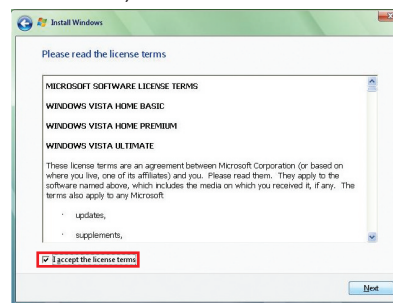 Install Windows
Please read the license terms
MICROSOFT SOFTWARE LICENSE TERMS
WINDOWS VISTA HOME BASIC
WINDOWS VISTA HOME PREMIUM
WINDOWS VISTA ULTIMATE
These license terms are an agreement between Microsoft Corporation (or based on
where you live, one of its affiliates) and you. Please read them. They apply to the
software named above, which includes the media on which you received it, if any. The
terms also apply to any Microsoft
· updates,
· supplements,
I accept the license terms
Next